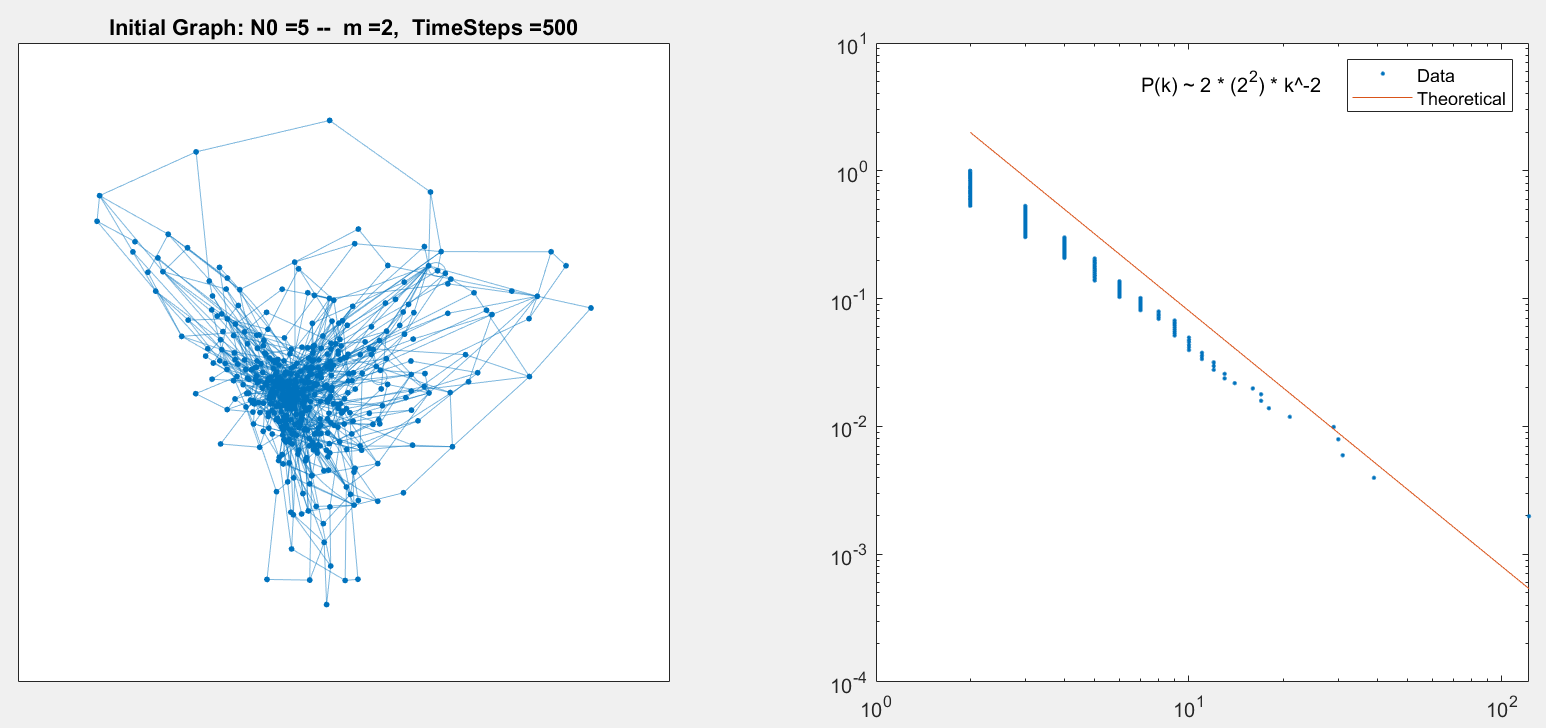 Initial Graph: N0 =5 -- m =2, TimeSteps =500
P(k) ~ 2 * (2^2) * k^-2
Data
Theoretical
10^1
10^0
10^-1
10^-2
10^-3
10^-4
10^0
10^1
10^2